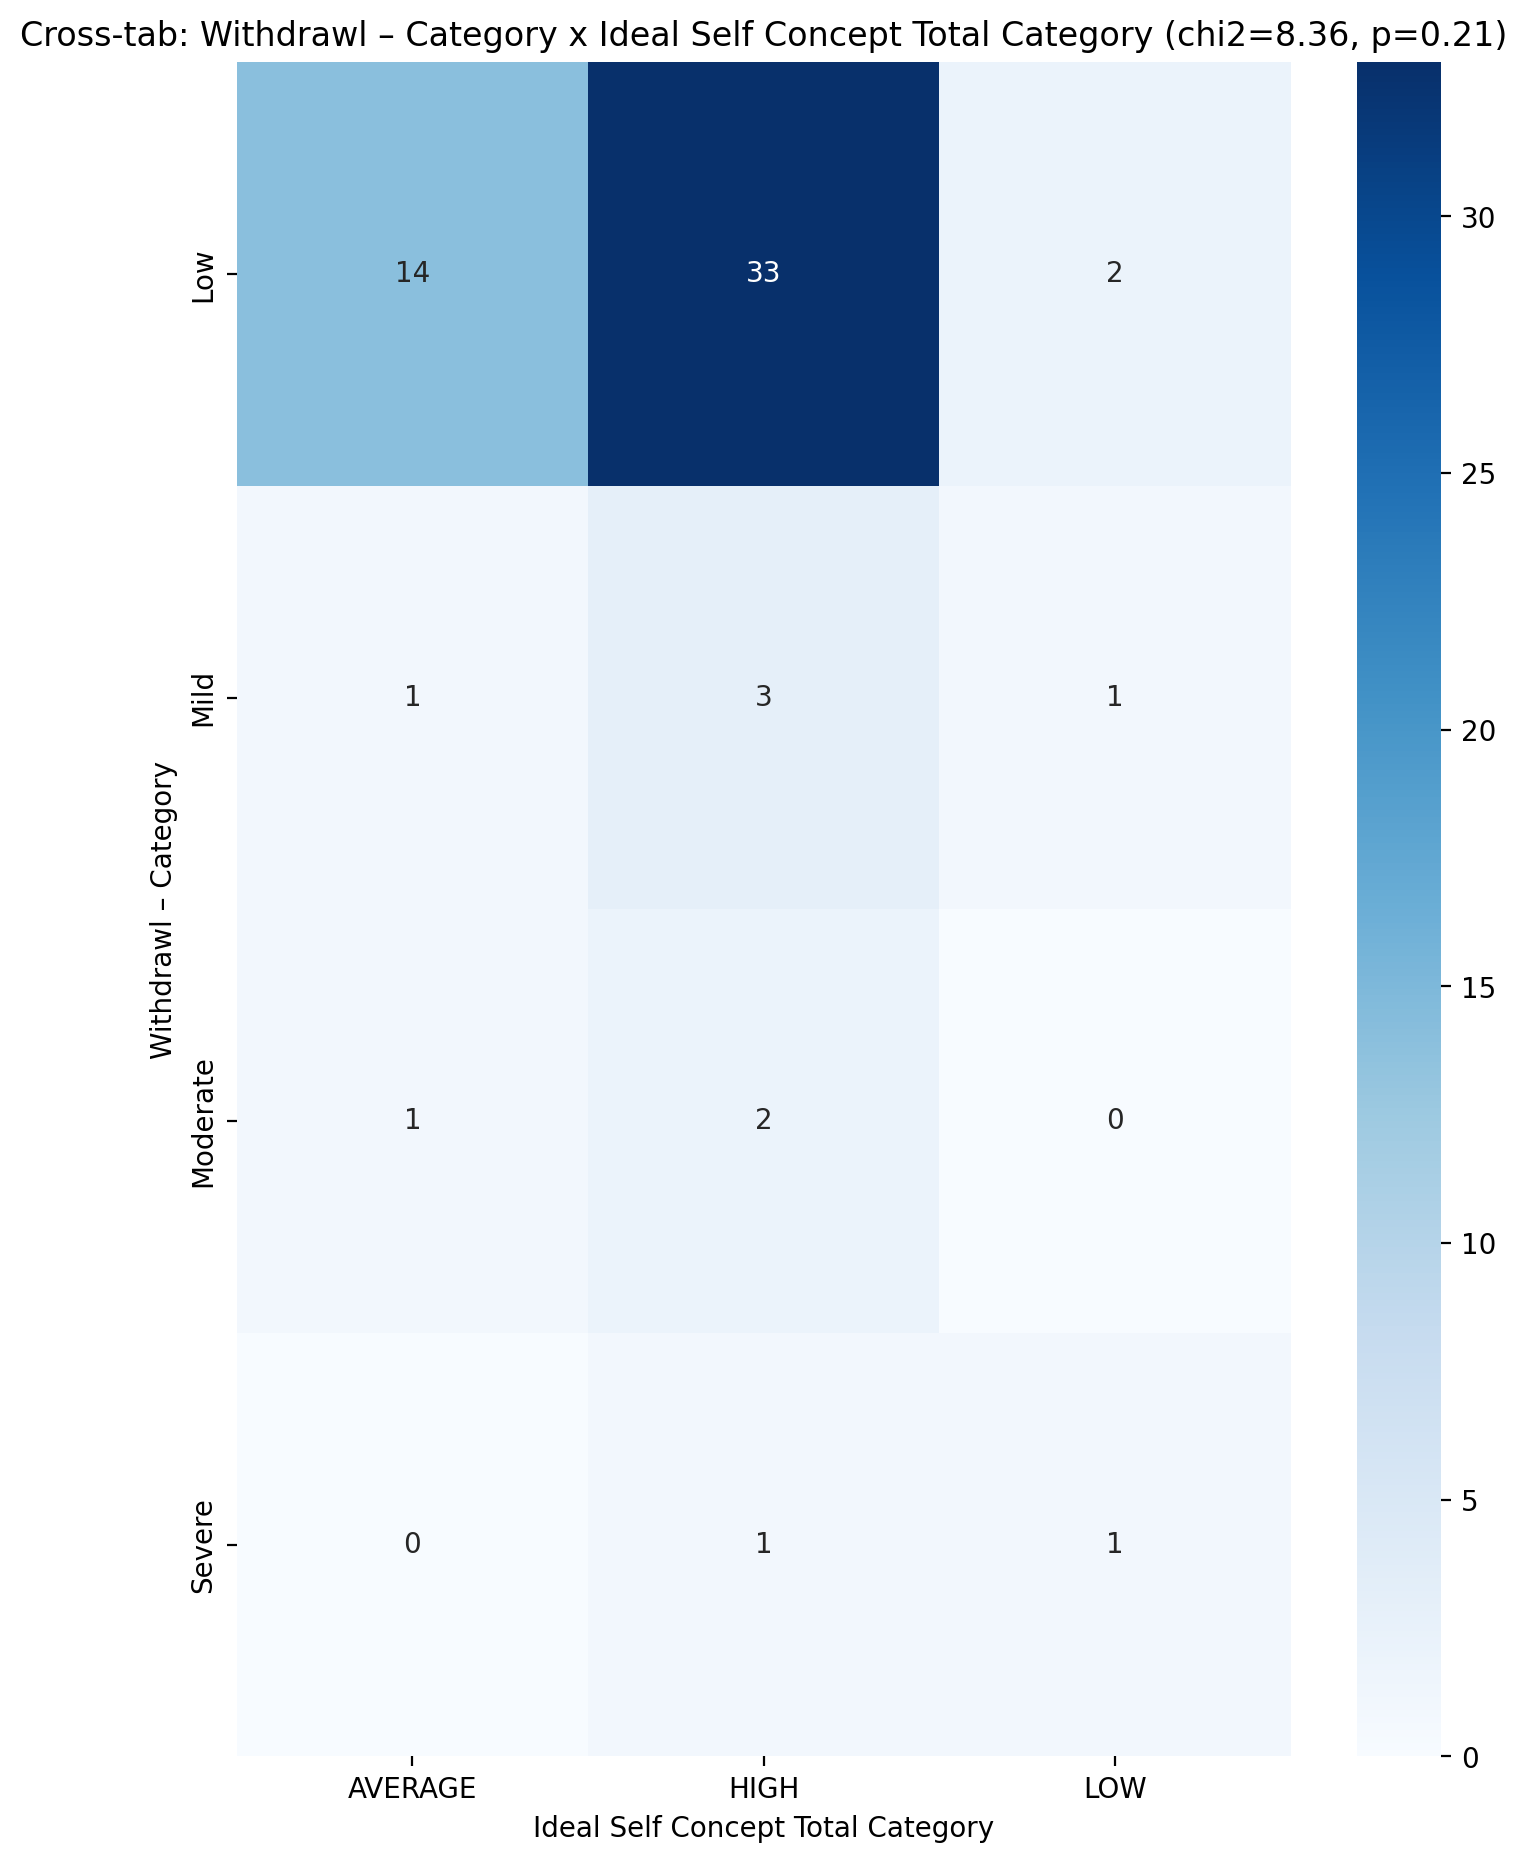 Cross-tab: Withdrawl – Category x Ideal Self Concept Total Category (chi2=8.36, p=0.21)
Withdrawl – Category
Low
14
33
2
Mild
1
3
1
Moderate
1
2
0
Severe
0
1
1
AVERAGE
HIGH
LOW
Ideal Self Concept Total Category
30
25
20
15
10
5
0